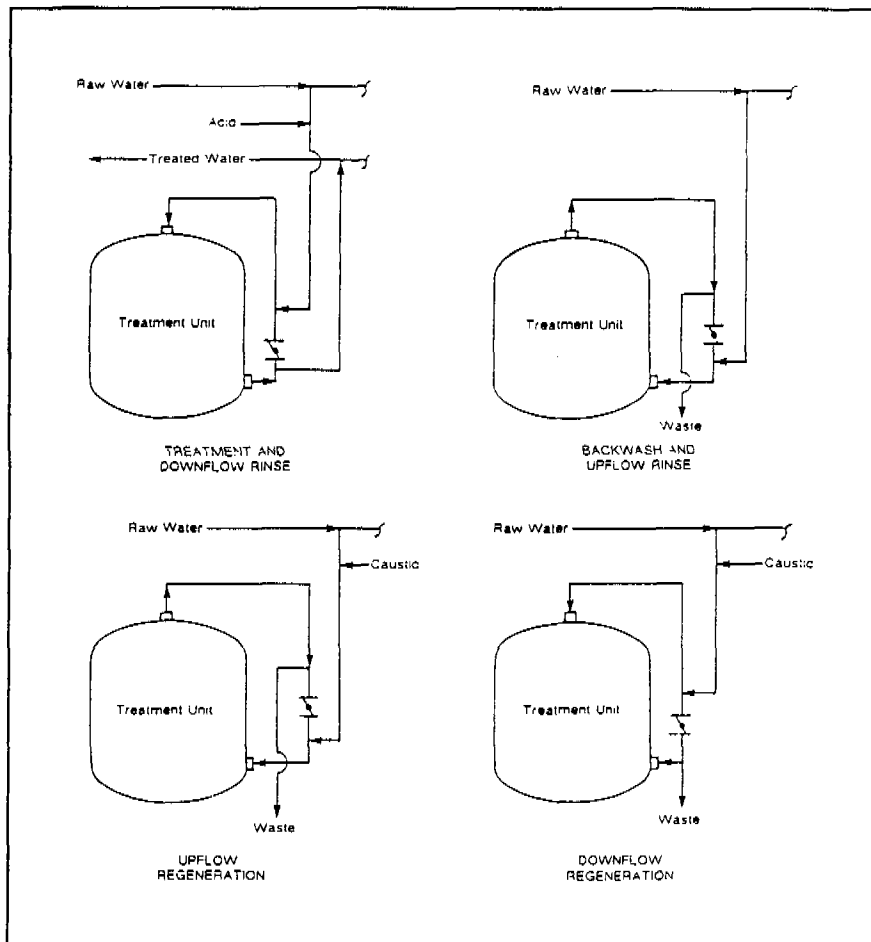 Raw Water
Acid
Treated Water
Treatment Unit
TREATMENT AND
DOWNFLOW RINSE
Raw Water
Treatment Unit
Waste
BACKWASH AND
UPFLOW RINSE
Raw Water
Caustic
Treatment Unit
Waste
UPFLOW
REGENERATION
Raw Water
Caustic
Treatment Unit
Waste
DOWNFLOW
REGENERATION